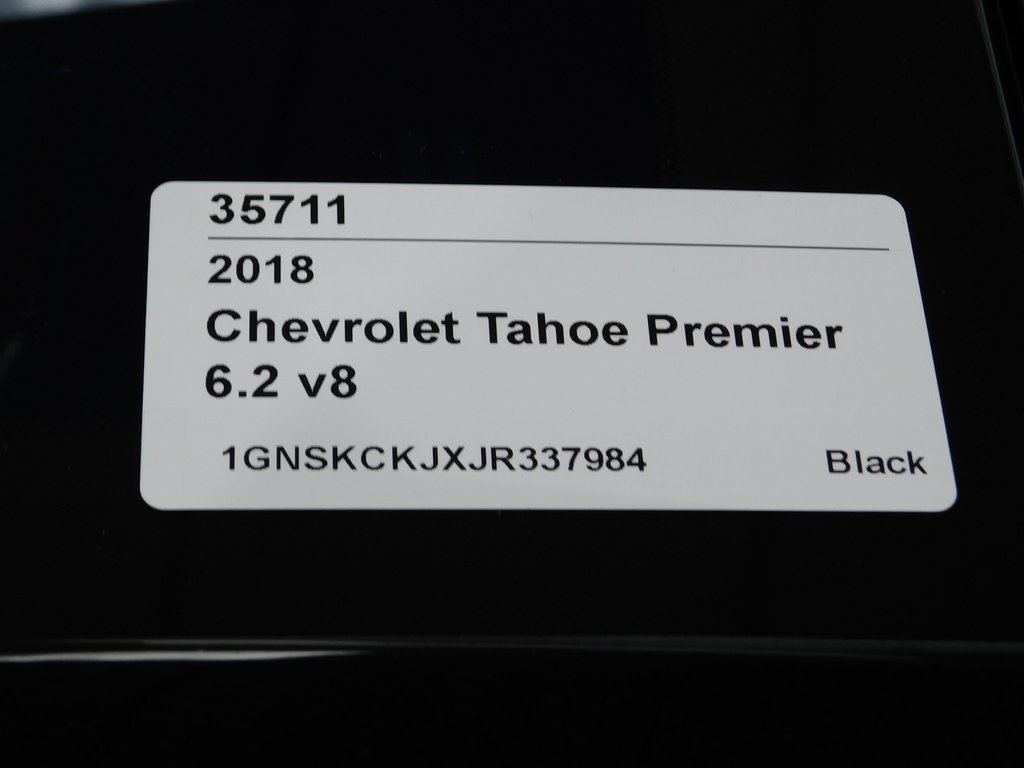 35711
2018
Chevrolet Tahoe Premier
6.2 v8
1GNSKCKJXJR337984 Black